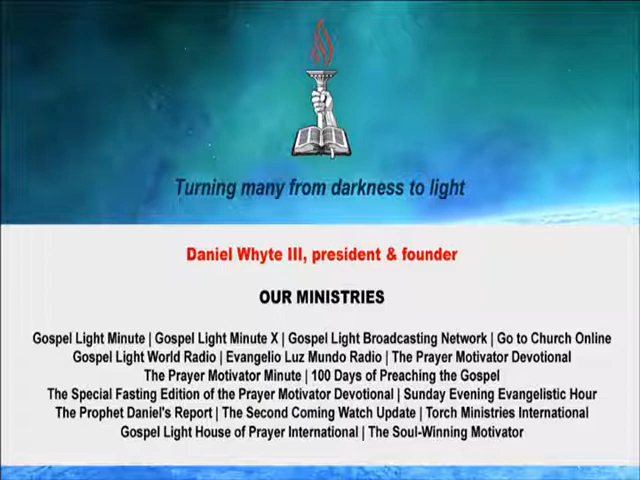 Turning many from darkness to light
Daniel Whyte III, president & founder
OUR MINISTRIES
Gospel Light Minute | Gospel Light Minute X | Gospel Light Broadcasting Network | Go to Church Online
Gospel Light World Radio | Evangelio Luz Mundo Radio | The Prayer Motivator Devotional
The Prayer Motivator Minute | 100 Days of Preaching the Gospel
The Special Fasting Edition of the Prayer Motivator Devotional | Sunday Evening Evangelistic Hour
The Prophet Daniel's Report | The Second Coming Watch Update | Torch Ministries International
Gospel Light House of Prayer International | The Soul-Winning Motivator